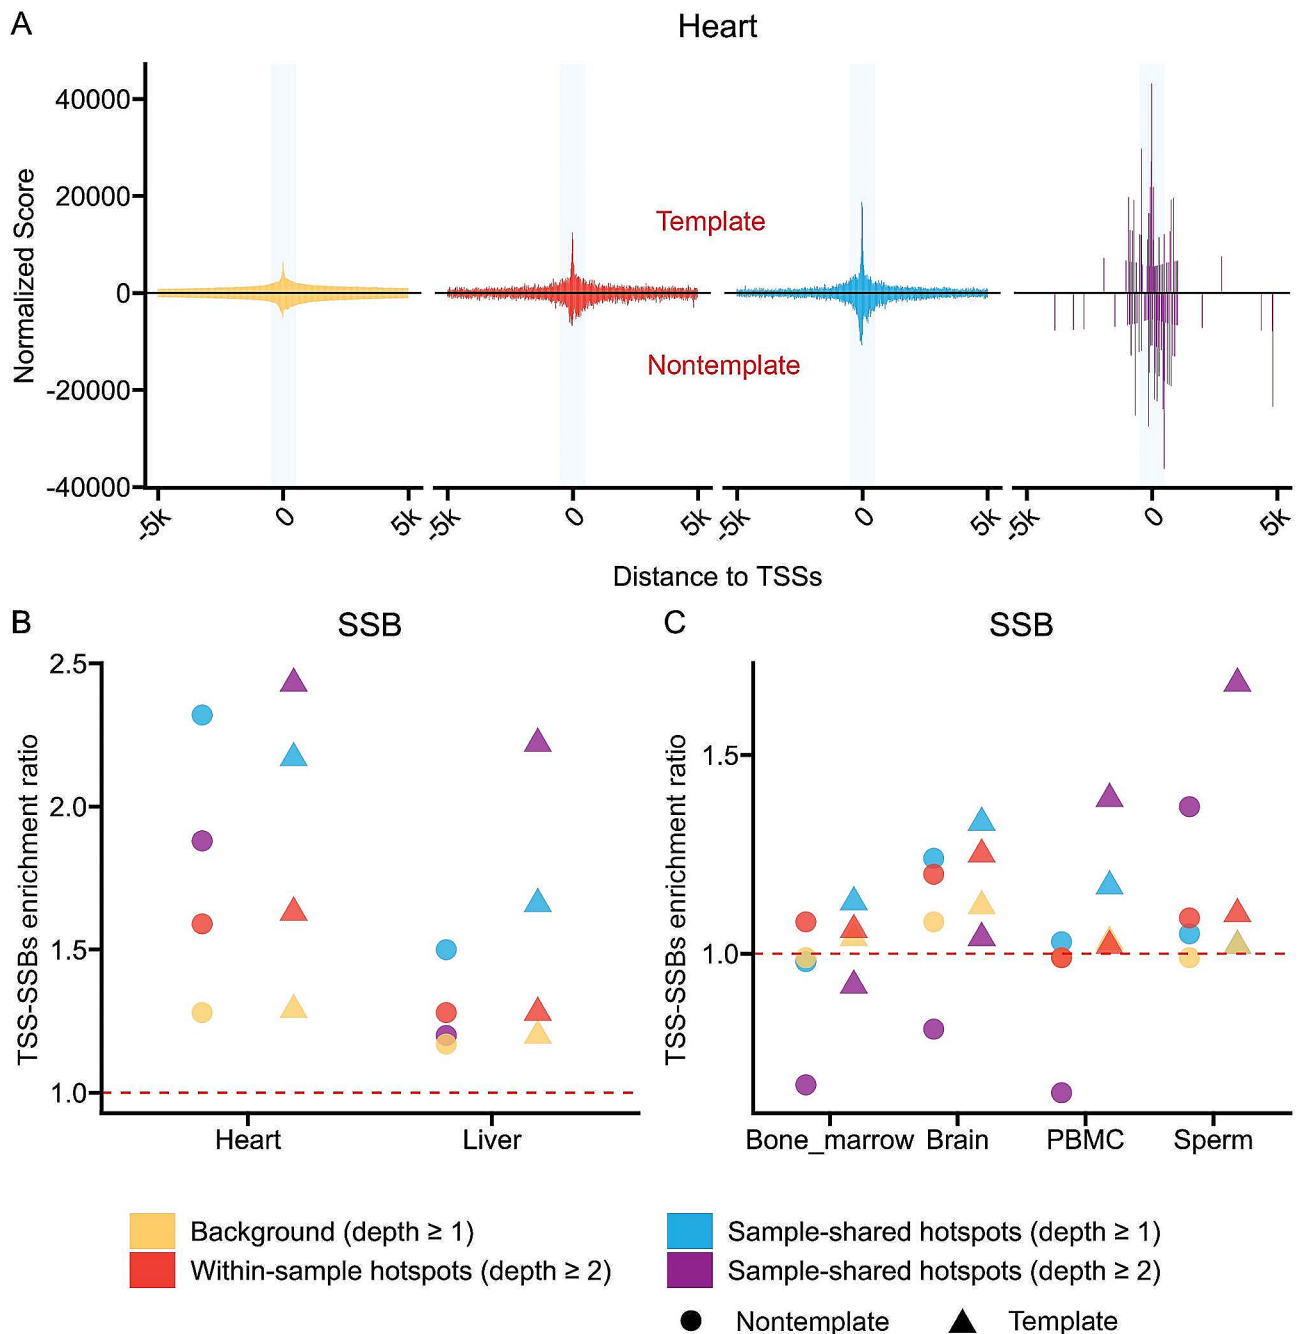 A
Heart
Normalized Score
40000
20000
0
-20000
-40000
Template
Nontemplate
-5k 0 5k -5k 0 5k -5k 0 5k -5k 0 5k
Distance to TSSs
B
SSB
TSS-SSBs enrichment ratio
2.5
2.0
1.5
1.0
Heart Liver
C
SSB
TSS-SSBs enrichment ratio
1.5
1.0
Bone_marrow Brain PBMC Sperm
Background (depth ≥ 1)
Within-sample hotspots (depth ≥ 2)
Sample-shared hotspots (depth ≥ 1)
Sample-shared hotspots (depth ≥ 2)
Nontemplate Template